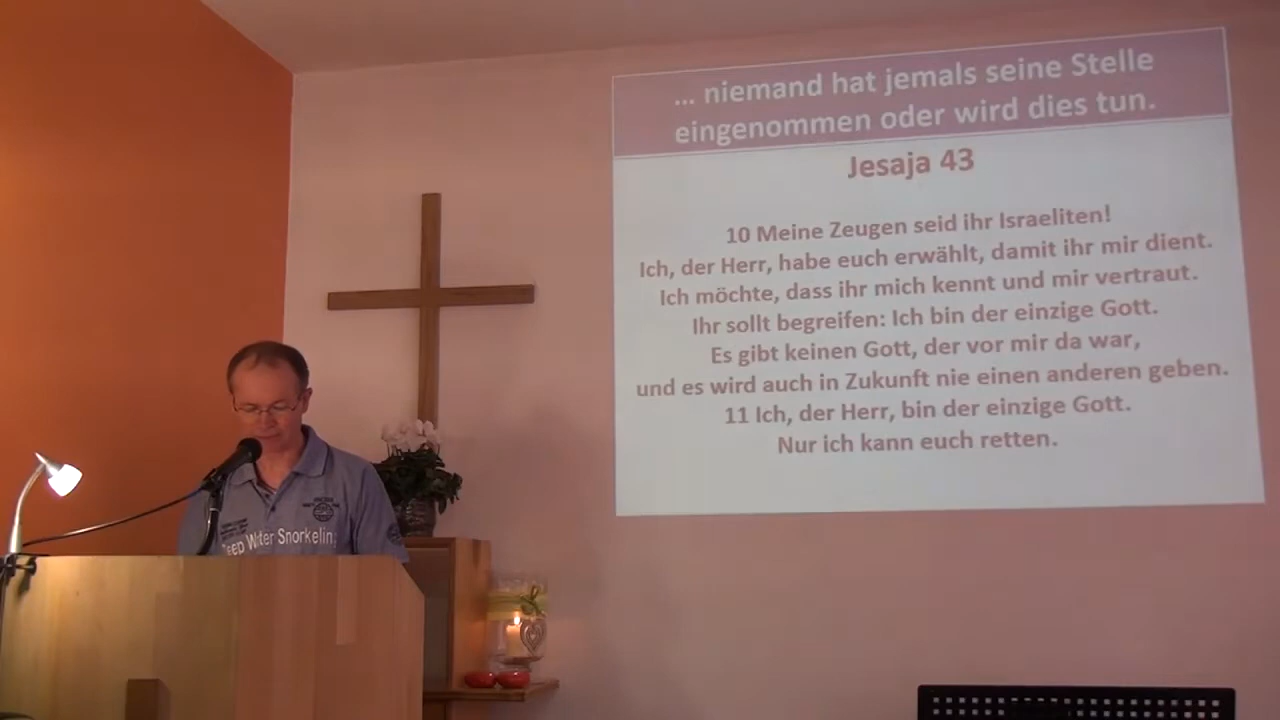 ... niemand hat jemals seine Stelle
eingenommen oder wird dies tun.
Jesaja 43
10 Meine Zeugen seid ihr Israeliten!
Ich, der Herr, habe euch erwählt, damit ihr mir dient.
Ich möchte, dass ihr mich kennt und mir vertraut.
Ihr sollt begreifen: Ich bin der einzige Gott.
Es gibt keinen Gott, der vor mir da war,
und es wird auch in Zukunft nie einen anderen geben.
11 Ich, der Herr, bin der einzige Gott.
Nur ich kann euch retten.
eep Water Snorkelin